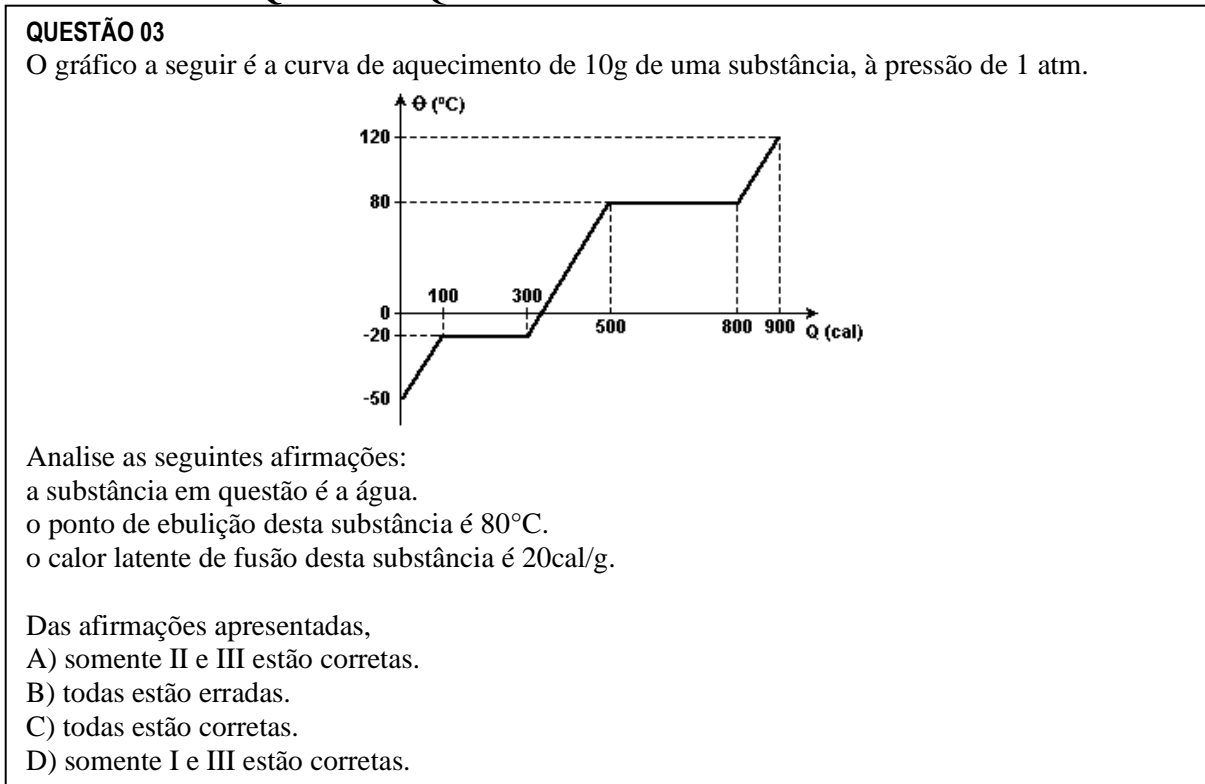 QUESTÃO 03
O gráfico a seguir é a curva de aquecimento de 10g de uma substância, à pressão de 1 atm.
θ (ºC)
120
80
100 300
0
500 800 900 Q (cal)
-20
-50
Analise as seguintes afirmações:
a substância em questão é a água.
o ponto de ebulição desta substância é 80°C.
o calor latente de fusão desta substância é 20cal/g.
Das afirmações apresentadas,
A) somente II e III estão corretas.
B) todas estão erradas.
C) todas estão corretas.
D) somente I e III estão corretas.